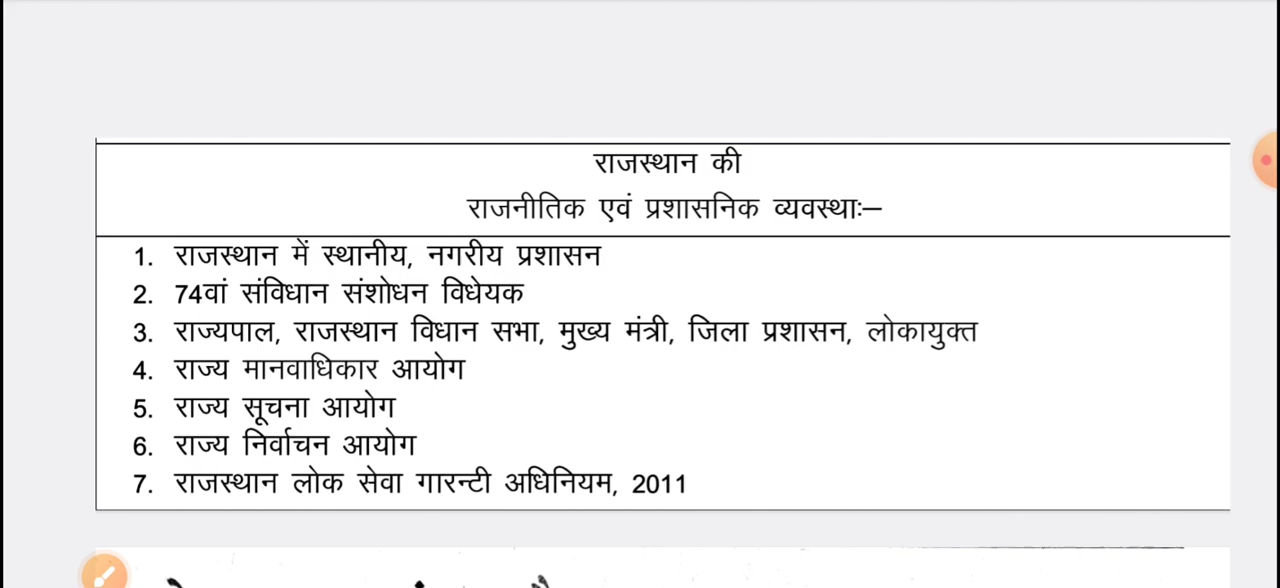 राजस्थान की
राजनीतिक एवं प्रशासनिक व्यवस्थाः–
1. राजस्थान में स्थानीय, नगरीय प्रशासन
2. 74वां संविधान संशोधन विधेयक
3. राज्यपाल, राजस्थान विधान सभा, मुख्य मंत्री, जिला प्रशासन, लोकायुक्त
4. राज्य मानवाधिकार आयोग
5. राज्य सूचना आयोग
6. राज्य निर्वाचन आयोग
7. राजस्थान लोक सेवा गारन्टी अधिनियम, 2011